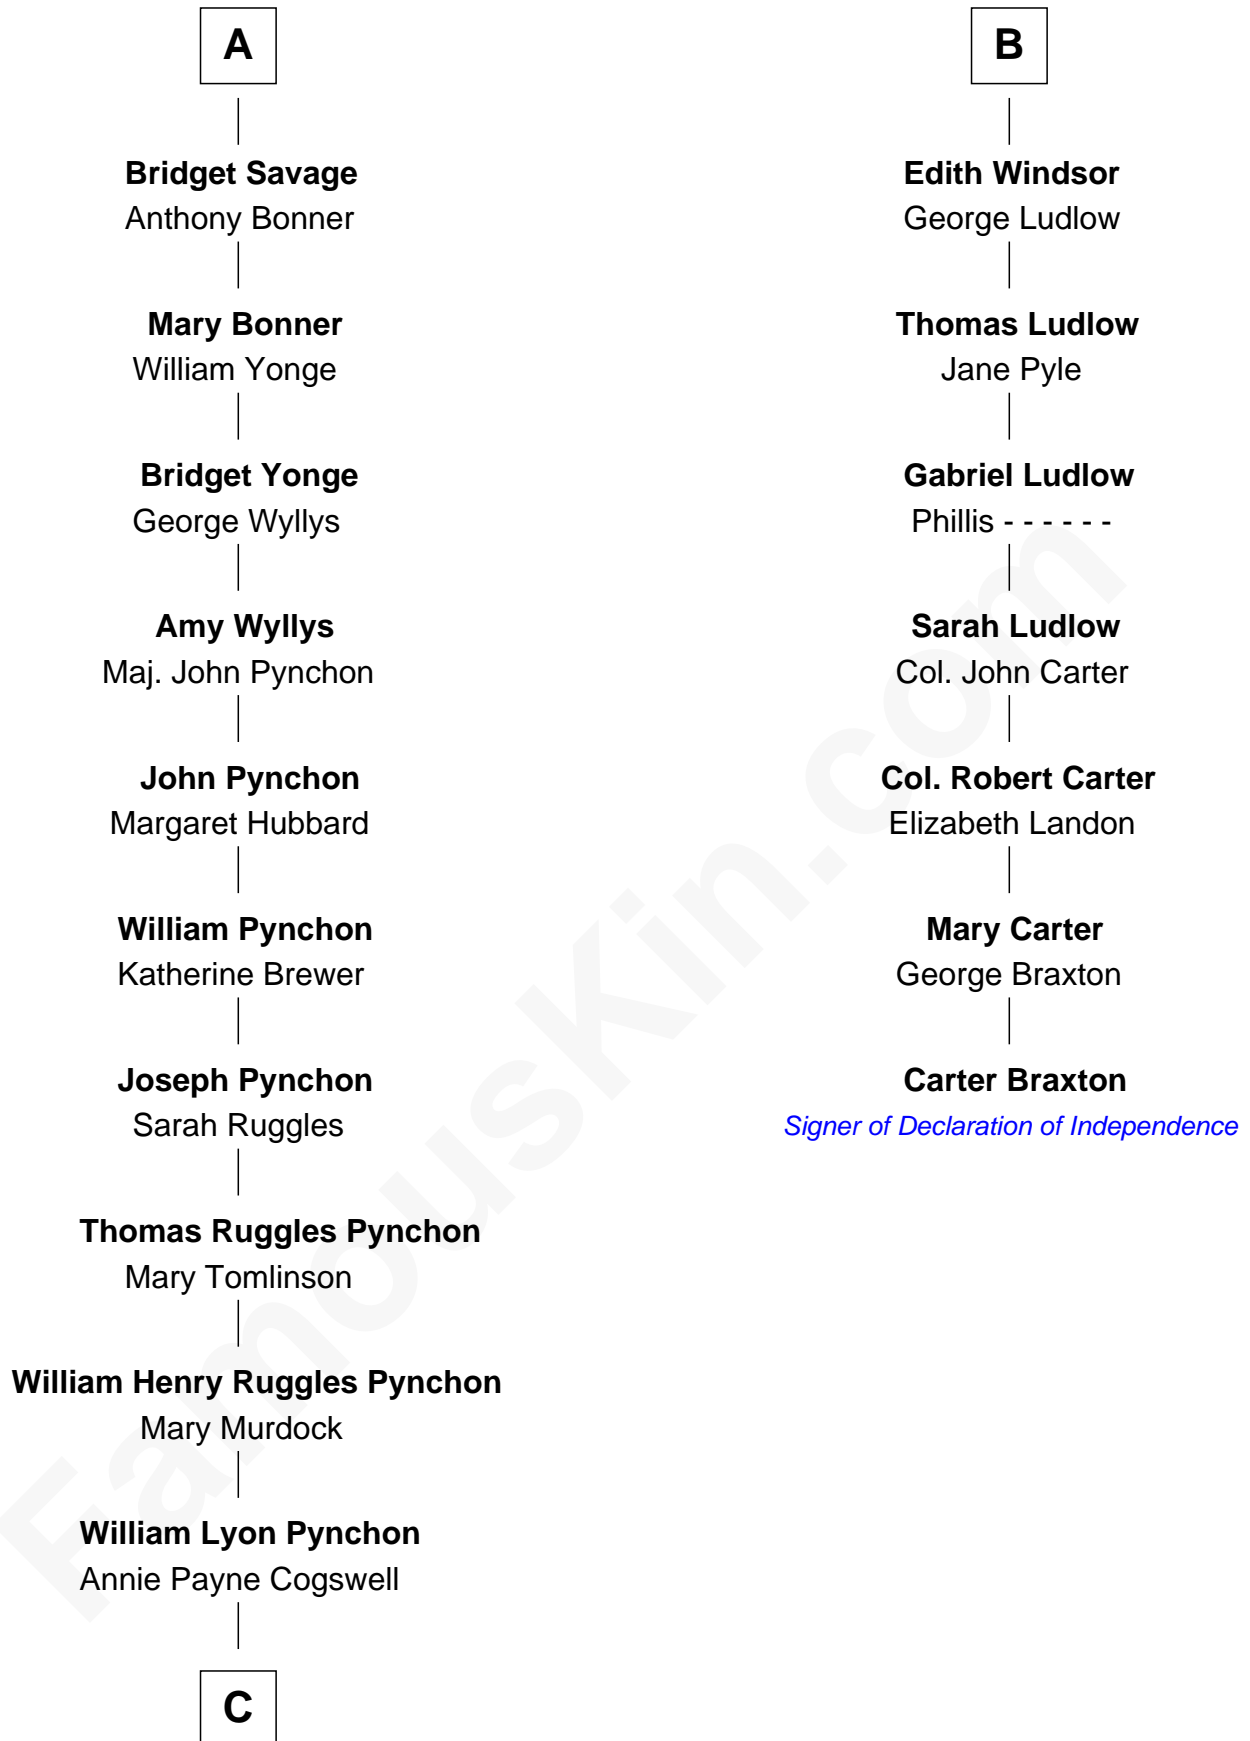 A
Bridget Savage
Anthony Bonner
Mary Bonner
William Yonge
Bridget Yonge
George Wyllys
Amy Wyllys
Maj. John Pynchon
John Pynchon
Margaret Hubbard
William Pynchon
Katherine Brewer
Joseph Pynchon
Sarah Ruggles
Thomas Ruggles Pynchon
Mary Tomlinson
William Henry Ruggles Pynchon
Mary Murdock
William Lyon Pynchon
Annie Payne Cogswell
C
B
Edith Windsor
George Ludlow
Thomas Ludlow
Jane Pyle
Gabriel Ludlow
Phillis - - - - - -
Sarah Ludlow
Col. John Carter
Col. Robert Carter
Elizabeth Landon
Mary Carter
George Braxton
Carter Braxton
Signer of Declaration of Independence
FamousKin.com